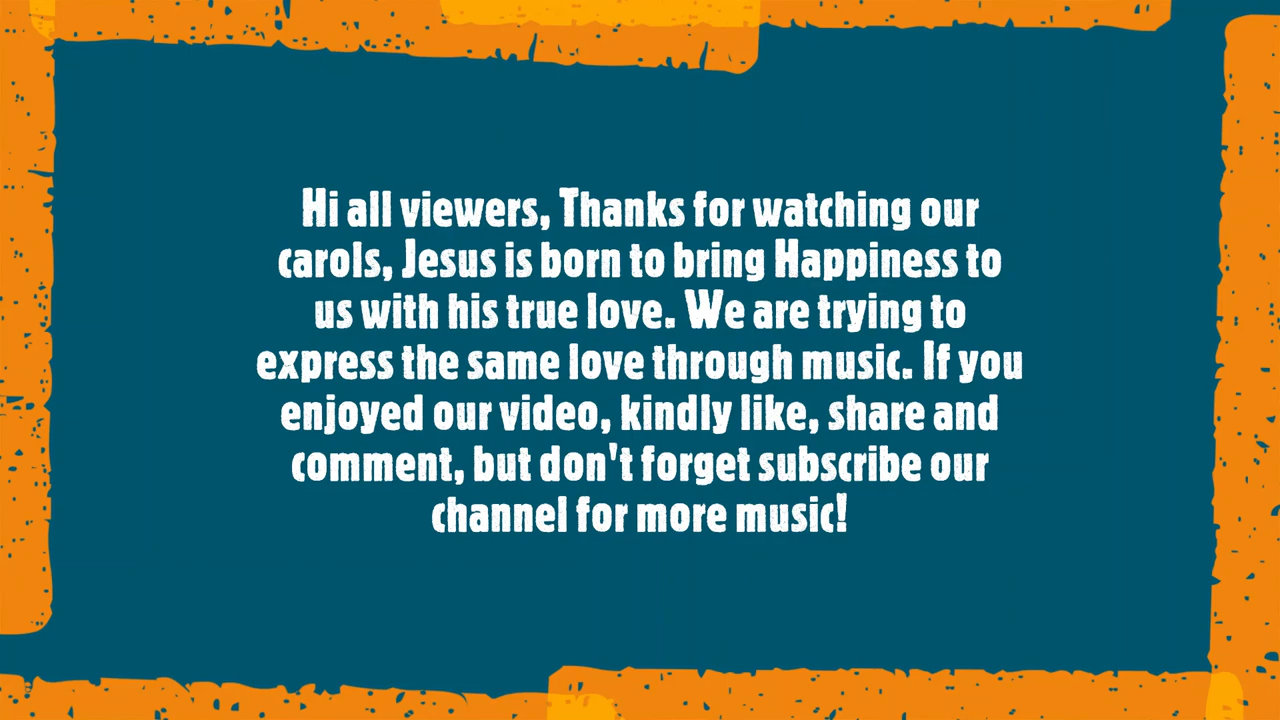 Hi all viewers, Thanks for watching our
carols, Jesus is born to bring Happiness to
us with his true love. We are trying to
express the same love through music. If you
enjoyed our video, kindly like, share and
comment, but don't forget subscribe our
channel for more music!